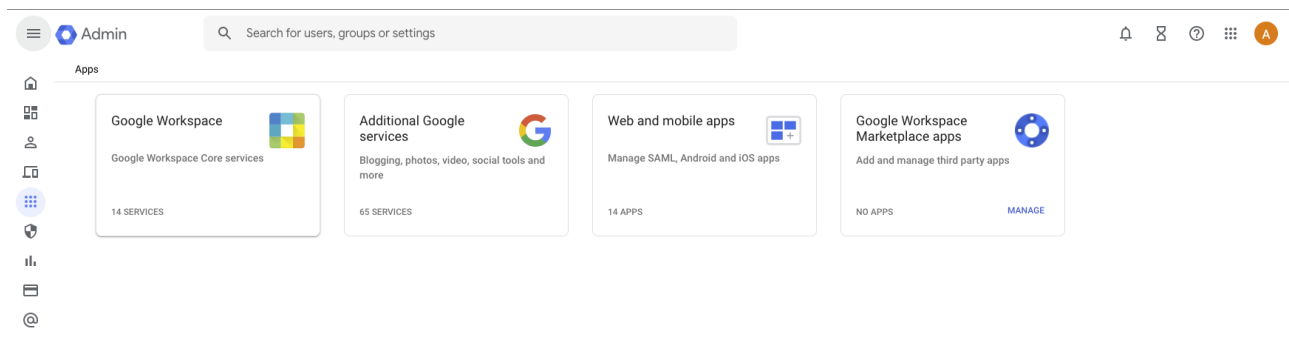 Admin
Search for users, groups or settings
A
Apps
Google Workspace
Google Workspace Core services
14 SERVICES
Additional Google
services
Blogging, photos, video, social tools and
more
65 SERVICES
Web and mobile apps
Manage SAML, Android and iOS apps
14 APPS
Google Workspace
Marketplace apps
Add and manage third party apps
NO APPS
MANAGE